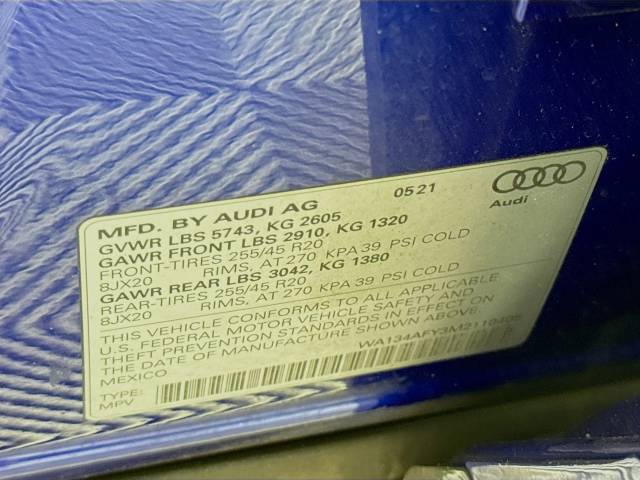 MFD. BY AUDI AG 05 21
Audi
GVWR LBS 5743, KG 2605
GAWR FRONT LBS 2910, KG 1320
FRONT-TIRES 255/45 R20
8JX20 RIMS, AT 270 KPA 39 PSI COLD
GAWR REAR LBS 3042, KG 1380
REAR-TIRES 255/45 R20
8JX20 RIMS, AT 270 KPA 39 PSI COLD
THIS VEHICLE CONFORMS TO ALL APPLICABLE
U.S. FEDERAL MOTOR VEHICLE SAFETY AND
THEFT PREVENTION STANDARDS IN EFFECT ON
THE DATE OF MANUFACTURE SHOWN ABOVE.
MEXICO WA134AFY3M2110405
TYPE:
MPV